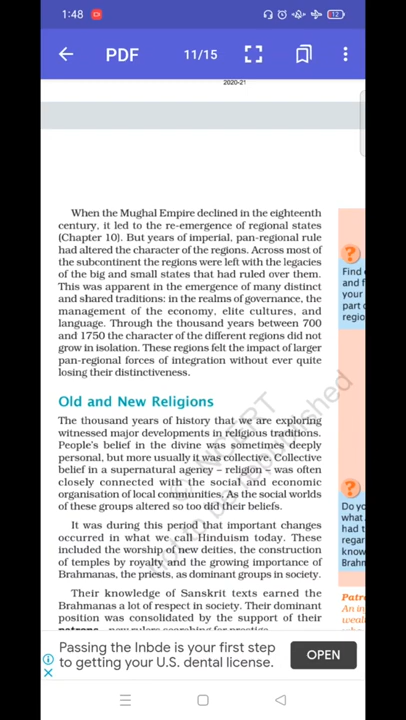 1:48
12
PDF
11/15
2020-21
When the Mughal Empire declined in the eighteenth
century, it led to the re-emergence of regional states
(Chapter 10). But years of imperial, pan-regional rule
had altered the character of the regions. Across most of
the subcontinent the regions were left with the legacies
of the big and small states that had ruled over them.
This was apparent in the emergence of many distinct
and shared traditions: in the realms of governance, the
management of the economy, elite cultures, and
language. Through the thousand years between 700
and 1750 the character of the different regions did not
grow in isolation. These regions felt the impact of larger
pan-regional forces of integration without ever quite
losing their distinctiveness.
?
Find
and f
your
part o
regio
Old and New Religions
The thousand years of history that we are exploring
witnessed major developments in religious traditions.
People's belief in the divine was sometimes deeply
personal, but more usually it was collective. Collective
belief in a supernatural agency – religion – was often
closely connected with the social and economic
organisation of local communities. As the social worlds
of these groups altered so too did their beliefs.
It was during this period that important changes
occurred in what we call Hinduism today. These
included the worship of new deities, the construction
of temples by royalty and the growing importance of
Brahmanas, the priests, as dominant groups in society.
Their knowledge of Sanskrit texts earned the
Brahmanas a lot of respect in society. Their dominant
position was consolidated by the support of their
patrons – new rulers searching for prestige.
?
Do yo
what
had t
regar
know
Brahm
Patro
An in
weal
© NCERT
not to be republished
Passing the Inbde is your first step
to getting your U.S. dental license.
OPEN